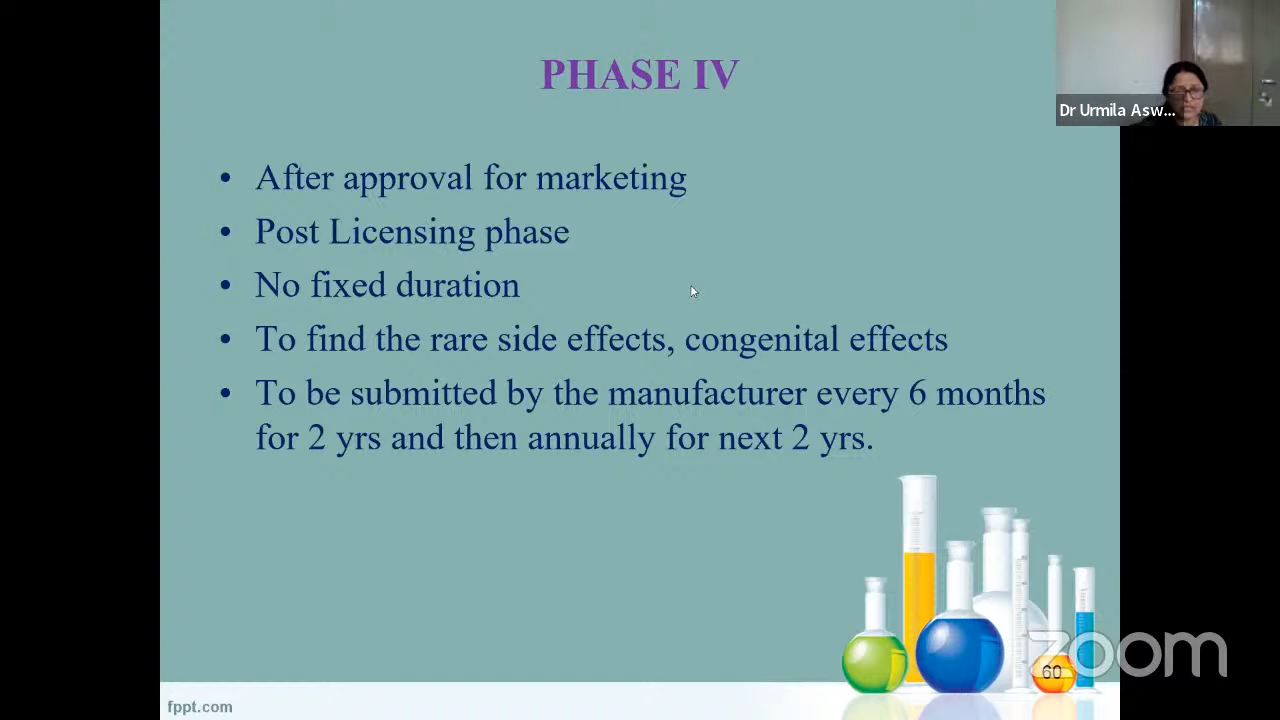 PHASE IV
Dr Urmila Asw...
• After approval for marketing
• Post Licensing phase
• No fixed duration
• To find the rare side effects, congenital effects
• To be submitted by the manufacturer every 6 months
for 2 yrs and then annually for next 2 yrs.
zoom
60
fppt.com